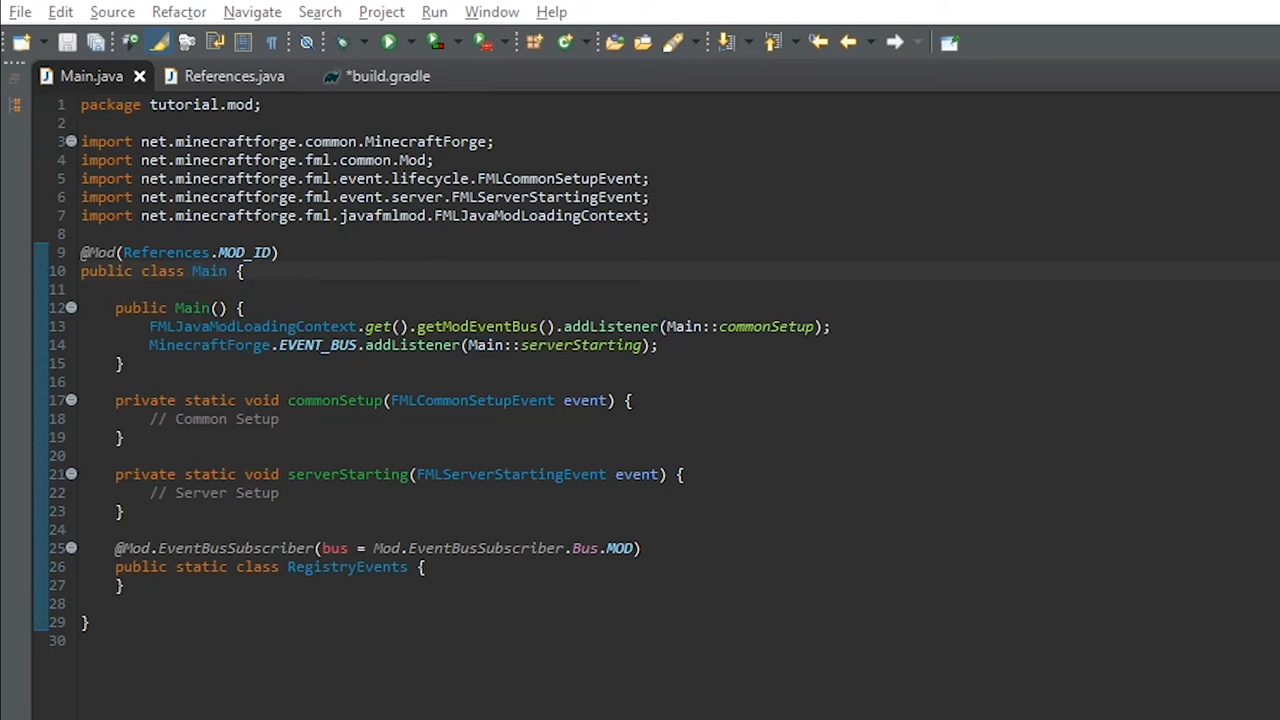 File Edit Source Refactor Navigate Search Project Run Window Help
Main.java References.java *build.gradle
1 package tutorial.mod;
2
3 import net.minecraftforge.common.MinecraftForge;
4 import net.minecraftforge.fml.common.Mod;
5 import net.minecraftforge.fml.event.lifecycle.FMLCommonSetupEvent;
6 import net.minecraftforge.fml.event.server.FMLServerStartingEvent;
7 import net.minecraftforge.fml.javafmlmod.FMLJavaModLoadingContext;
8
9 @Mod(References.MOD_ID)
10 public class Main {
11
12 public Main() {
13 FMLJavaModLoadingContext.get().getModEventBus().addListener(Main::commonSetup);
14 MinecraftForge.EVENT_BUS.addListener(Main::serverStarting);
15 }
16
17 private static void commonSetup(FMLCommonSetupEvent event) {
18 // Common Setup
19 }
20
21 private static void serverStarting(FMLServerStartingEvent event) {
22 // Server Setup
23 }
24
25 @Mod.EventBusSubscriber(bus = Mod.EventBusSubscriber.Bus.MOD)
26 public static class RegistryEvents {
27 }
28
29 }
30